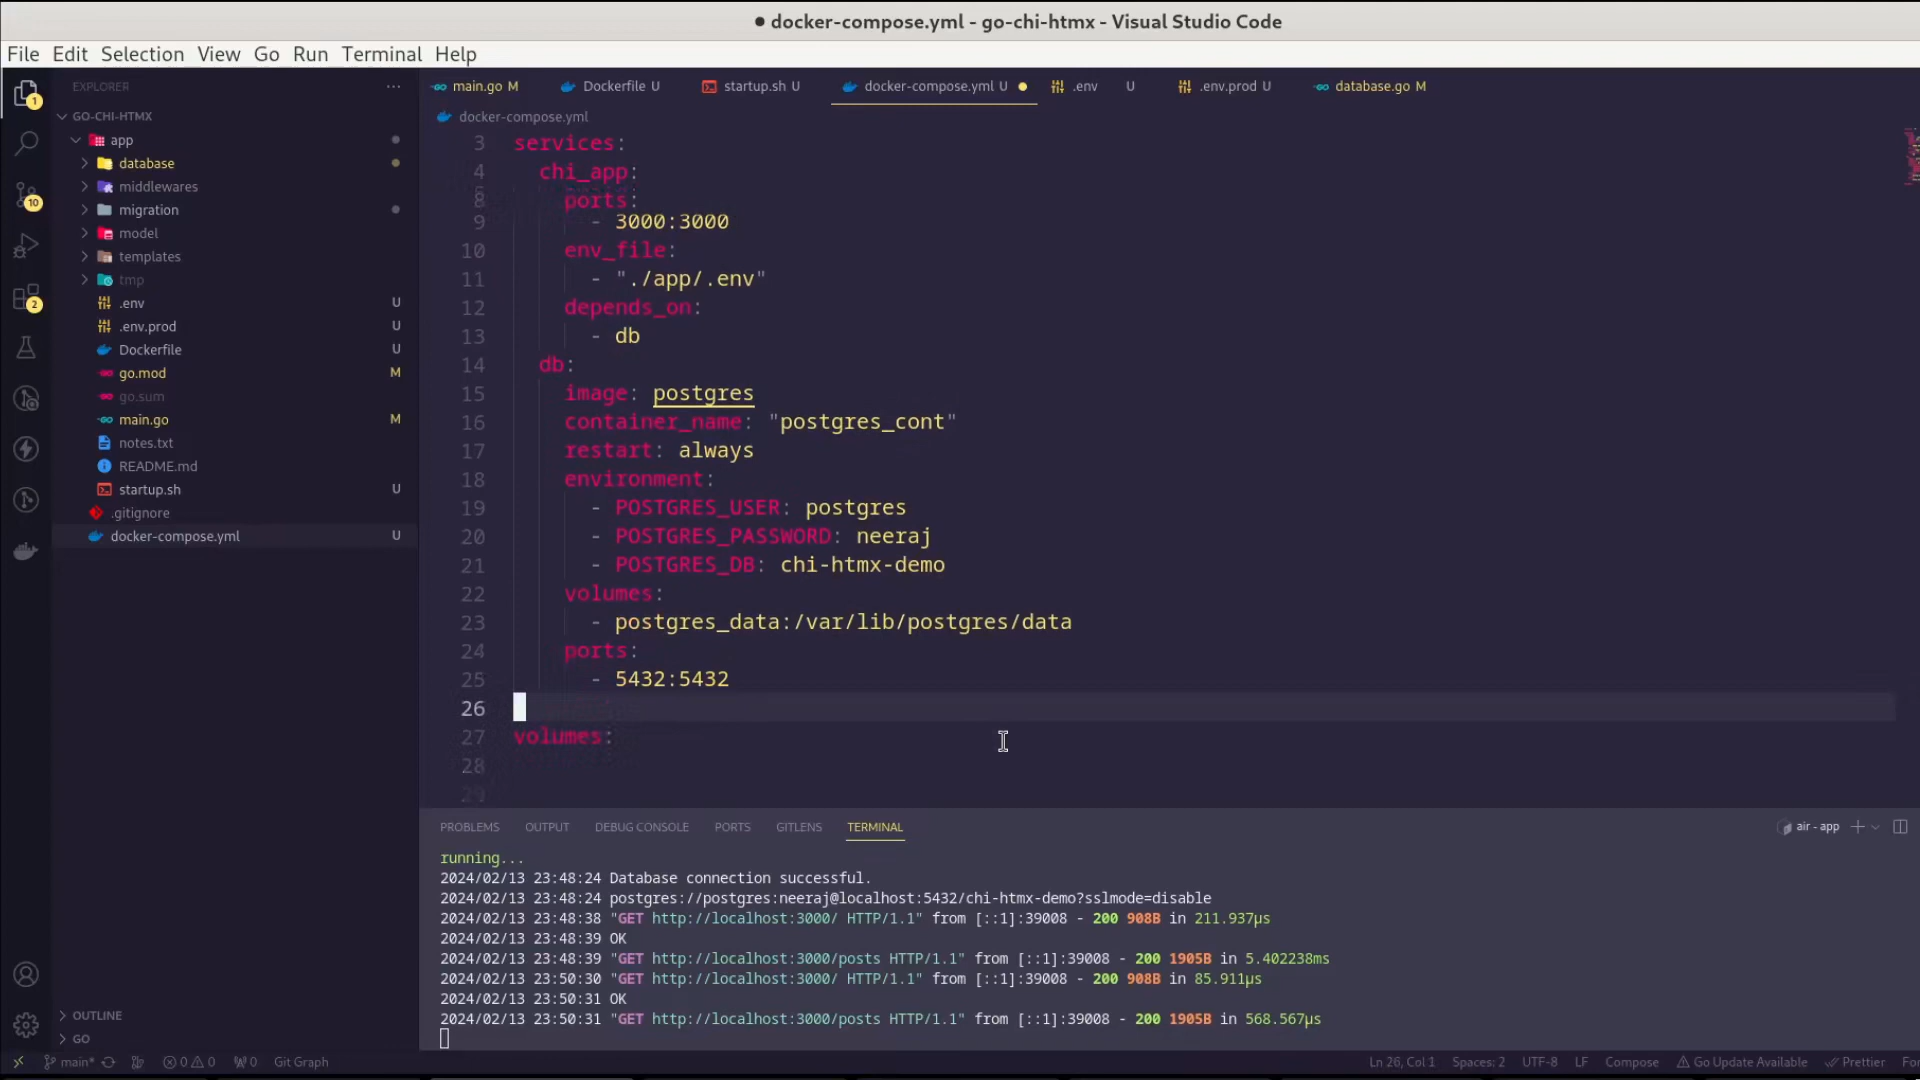 ● docker-compose.yml - go-chi-htmx - Visual Studio Code
File Edit Selection View Go Run Terminal Help
EXPLORER ···
main.go M Dockerfile U startup.sh U docker-compose.yml U ● .env U .env.prod U database.go M
1
GO-CHI-HTMX
docker-compose.yml
app
database
middlewares
migration
model
templates
tmp
.env U
.env.prod U
Dockerfile U
go.mod M
go.sum
main.go M
notes.txt
README.md
startup.sh U
.gitignore
docker-compose.yml U
10
2
3 services:
4 chi_app:
8 ports:
9 - 3000:3000
10 env_file:
11 - "./app/.env"
12 depends_on:
13 - db
14 db:
15 image: postgres
16 container_name: "postgres_cont"
17 restart: always
18 environment:
19 - POSTGRES_USER: postgres
20 - POSTGRES_PASSWORD: neeraj
21 - POSTGRES_DB: chi-htmx-demo
22 volumes:
23 - postgres_data:/var/lib/postgres/data
24 ports:
25 - 5432:5432
26
27 volumes:
28
29
PROBLEMS OUTPUT DEBUG CONSOLE PORTS GITLENS TERMINAL air - app
running...
2024/02/13 23:48:24 Database connection successful.
2024/02/13 23:48:24 postgres://postgres:neeraj@localhost:5432/chi-htmx-demo?sslmode=disable
2024/02/13 23:48:38 "GET http://localhost:3000/ HTTP/1.1" from [::1]:39008 - 200 908B in 211.937µs
2024/02/13 23:48:39 OK
2024/02/13 23:48:39 "GET http://localhost:3000/posts HTTP/1.1" from [::1]:39008 - 200 1905B in 5.402238ms
2024/02/13 23:50:30 "GET http://localhost:3000/ HTTP/1.1" from [::1]:39008 - 200 908B in 85.911µs
2024/02/13 23:50:31 OK
2024/02/13 23:50:31 "GET http://localhost:3000/posts HTTP/1.1" from [::1]:39008 - 200 1905B in 568.567µs
OUTLINE
GO
main* 0 0 0 Git Graph Ln 26, Col 1 Spaces: 2 UTF-8 LF Compose Go Update Available Prettier